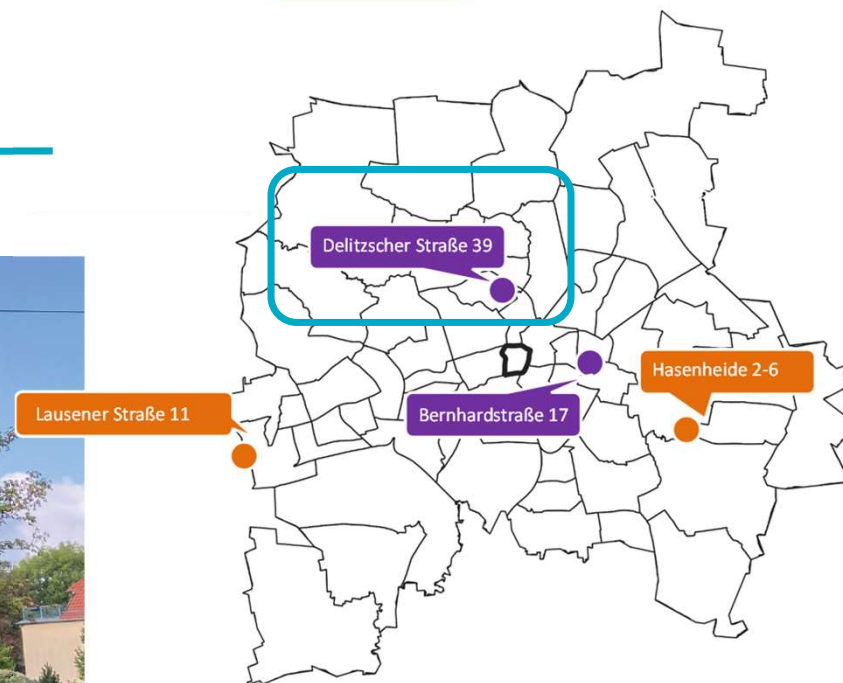 Delitzscher Straße 39
Hasenheide 2-6
Lausener Straße 11
Bernhardstraße 17